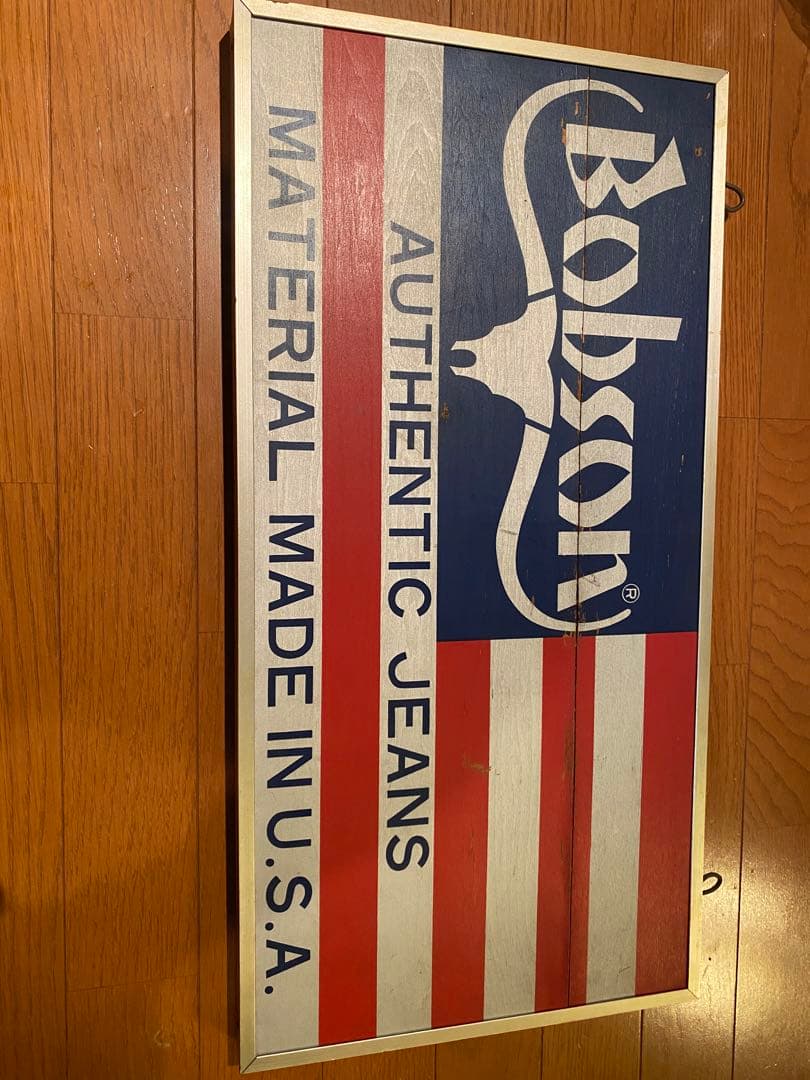 Bobson®
AUTHENTIC JEANS
MATERIAL MADE IN U.S.A.